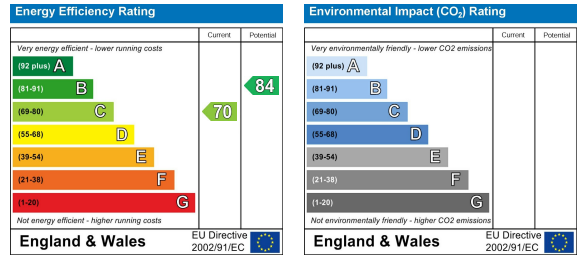 Energy Efficiency Rating
Current Potential
Very energy efficient - lower running costs
(92 plus) A
(81-91) B
84
(69-80) C
70
(55-68) D
(39-54) E
(21-38) F
(1-20) G
Not energy efficient - higher running costs
England & Wales
EU Directive
2002/91/EC
Environmental Impact (CO₂) Rating
Current Potential
Very environmentally friendly - lower CO2 emissions
(92 plus) A
(81-91) B
(69-80) C
(55-68) D
(39-54) E
(21-38) F
(1-20) G
Not environmentally friendly - higher CO2 emissions
England & Wales
EU Directive
2002/91/EC